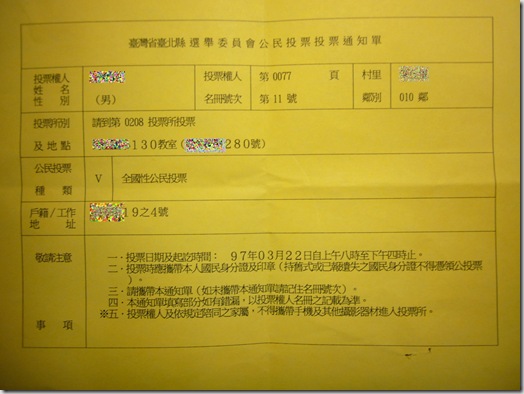 臺灣省臺北縣選舉委員會公民投票投票通知單
投票權人
姓 名
性 別
(男)
投票權人
名冊號次
第 0077 頁
第 11 號
村里
鄰別
010 鄰
投票所別
及地點
請到第 0208 投票所投票
130教室(
280號)
公民投票
種 類
V
全國性公民投票
戶籍/工作
地 址
19之4號
敬請注意
事 項
一﹒投票日期及起訖時間: 97年03月22日自上午八時至下午四時止。
二﹒投票時應攜帶本人國民身分證及印章(持舊式或已報遺失之國民身分證不得憑領公投票
)。
三﹒請攜帶本通知單(如未攜帶本通知單請記住名冊號次)。
四﹒本通知單填寫部分如有錯漏,以投票權人名冊之記載為準。
※五﹒投票權人及依規定陪同之家屬,不得攜帶手機及其他攝影器材進入投票所。